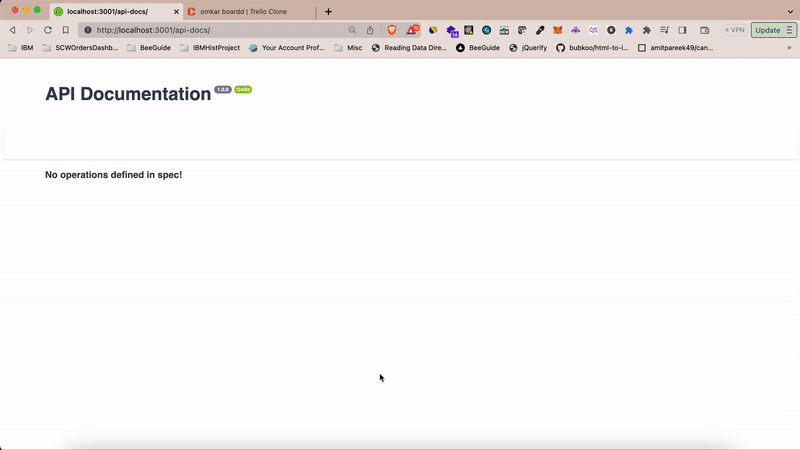 localhost:3001/api-docs/
omkar boardd | Trello Clone
http://localhost:3001/api-docs/
VPN
Update
IBM
SCWOrdersDashb...
BeeGuide
IBMHistProject
Your Account Prof...
Misc
Reading Data Dire...
BeeGuide
jQuerify
bubkoo/html-to-i...
amitpareek49/can...
»
API Documentation
1.0.0
OAS3
No operations defined in spec!